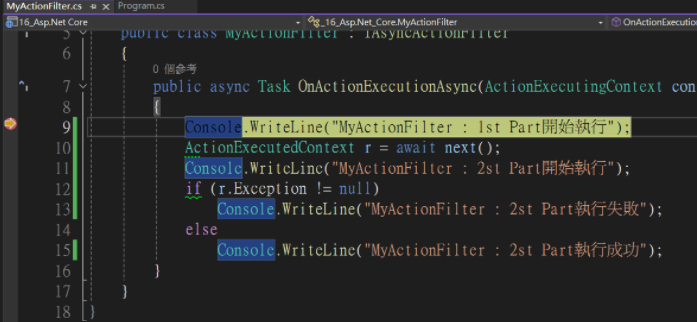 MyActionFilter.cs Program.cs
16_Asp.Net Core _16_Asp.Net_Core.MyActionFilter OnActionExecution
5 public class MyActionFilter : IAsyncActionFilter
6 {
0 個參考
7 public async Task OnActionExecutionAsync(ActionExecutingContext con
8 {
9 Console.WriteLine("MyActionFilter : 1st Part開始執行");
10 ActionExecutedContext r = await next();
11 Console.WriteLine("MyActionFilter : 2st Part開始執行");
12 if (r.Exception != null)
13 Console.WriteLine("MyActionFilter : 2st Part執行失敗");
14 else
15 Console.WriteLine("MyActionFilter : 2st Part執行成功");
16 }
17 }
18 }